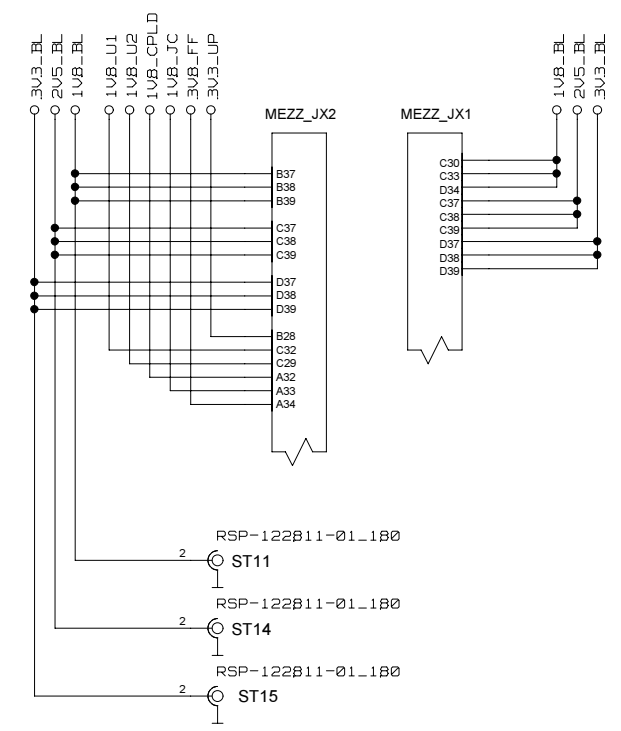 3V3_BL
2V5_BL
1V8_BL
1V8_U1
1V8_U2
1V8_CPLD
1V8_JC
3V8_FF
3V3_UP
1V8_BL
2V5_BL
3V3_BL
MEZZ_JX2
MEZZ_JX1
B37
B38
B39
C37
C38
C39
D37
D38
D39
B28
C32
C29
A32
A33
A34
C30
C33
D34
C37
C38
C39
D37
D38
D39
RSP-122811-01_180
2
ST11
RSP-122811-01_180
2
ST14
RSP-122811-01_180
2
ST15